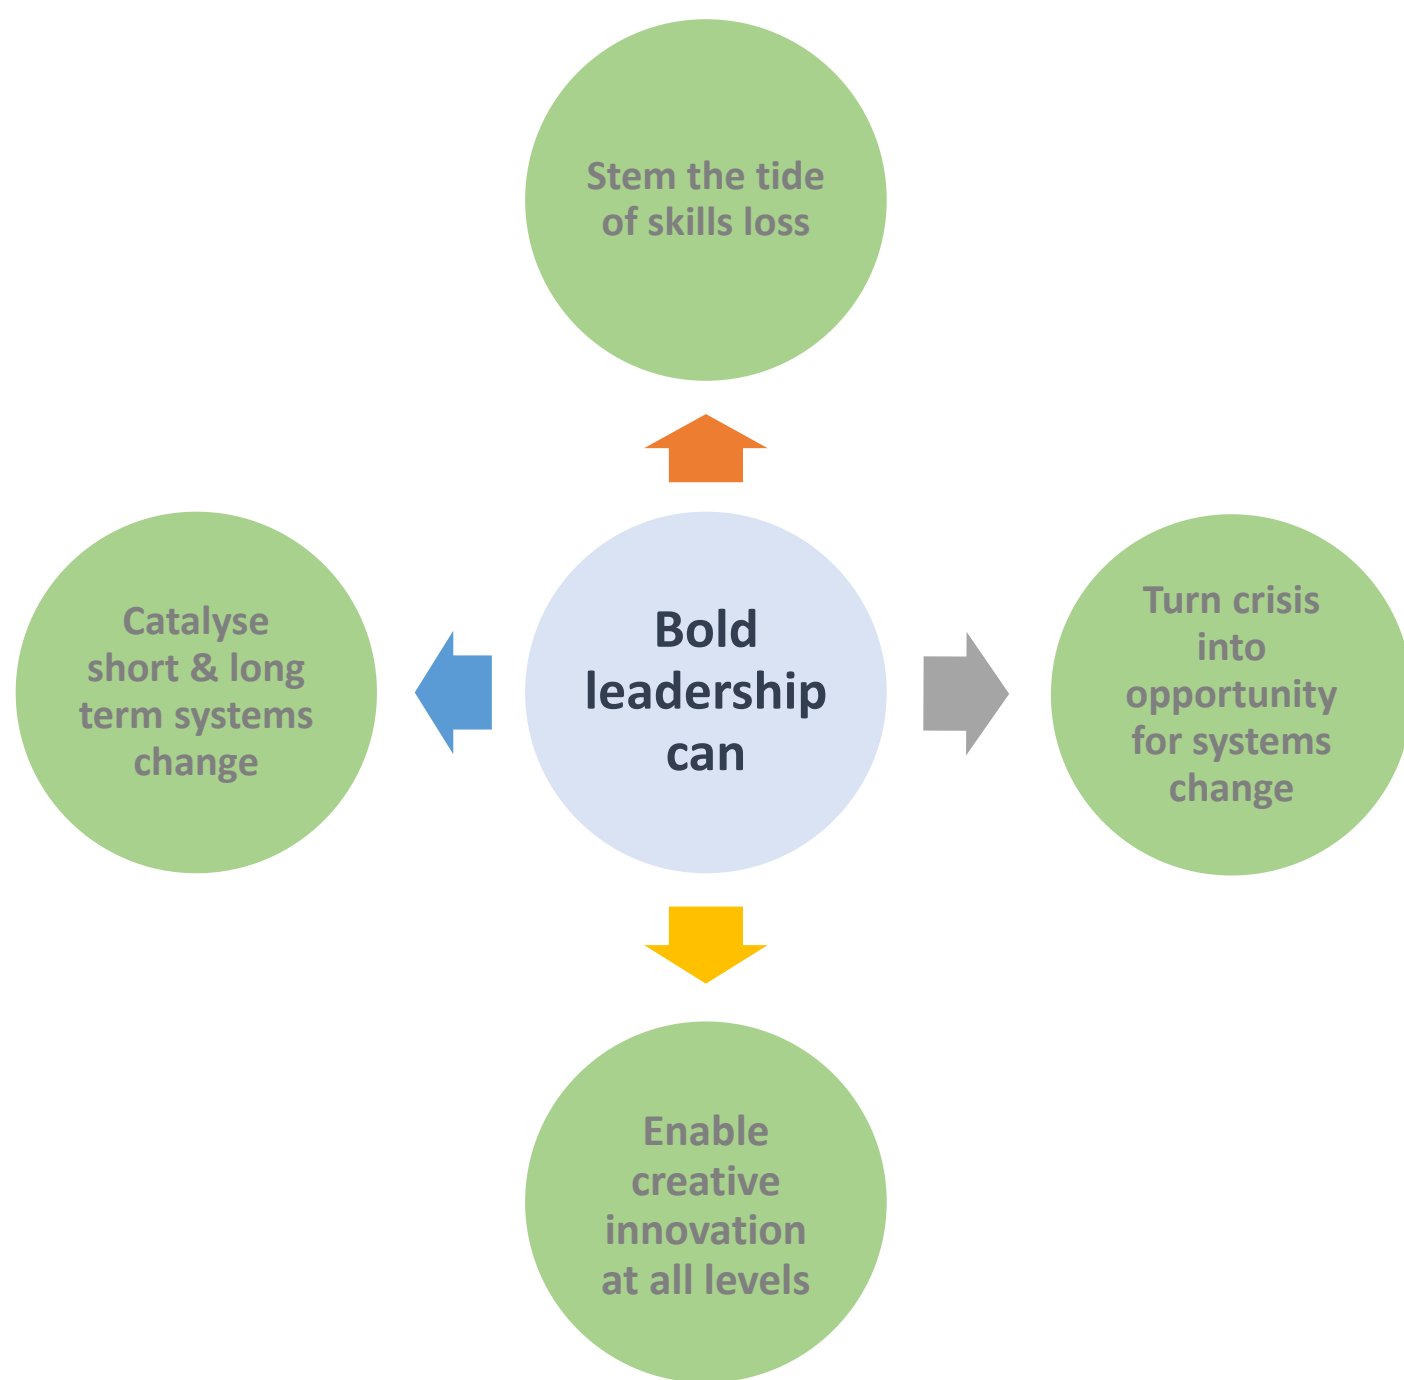 Stem the tide
of skills loss
Catalyse
short & long
term systems
change
Bold
leadership
can
Turn crisis
into
opportunity
for systems
change
Enable
creative
innovation
at all levels